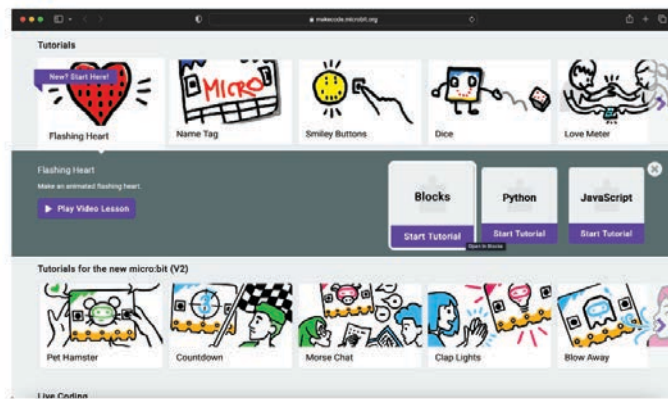 makecode.microbit.org
Tutorials
New? Start Here!
MICRO
Flashing Heart
Name Tag
Smiley Buttons
Dice
Love Meter
Flashing Heart
Make an animated flashing heart.
Play Video Lesson
Blocks
Python
JavaScript
Start Tutorial
Start Tutorial
Start Tutorial
Open in Blocks
Tutorials for the new micro:bit (V2)
Pet Hamster
Countdown
Morse Chat
Clap Lights
Blow Away
Live Coding